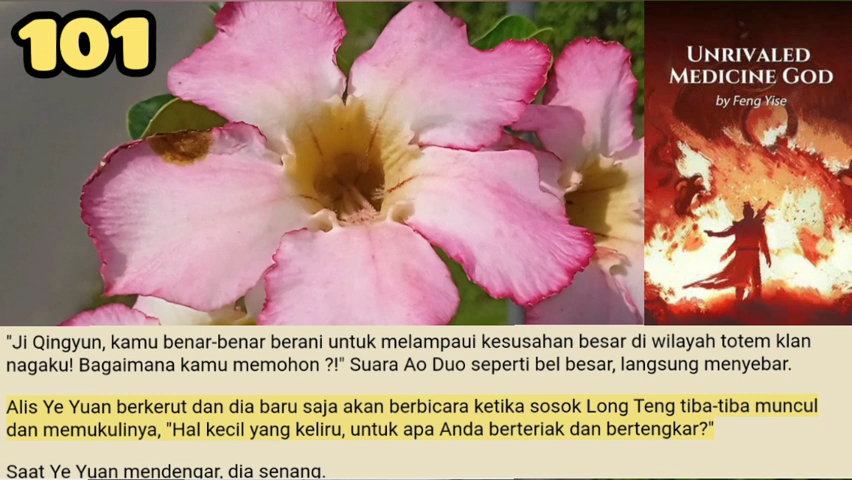 101
UNRIVALED
MEDICINE GOD
by Feng Yise
"Ji Qingyun, kamu benar-benar berani untuk melampaui kesusahan besar di wilayah totem klan
nagaku! Bagaimana kamu memohon ?!" Suara Ao Duo seperti bel besar, langsung menyebar.
Alis Ye Yuan berkerut dan dia baru saja akan berbicara ketika sosok Long Teng tiba-tiba muncul
dan memukulinya, "Hal kecil yang keliru, untuk apa Anda berteriak dan bertengkar?"
Saat Ye Yuan mendengar, dia senang.